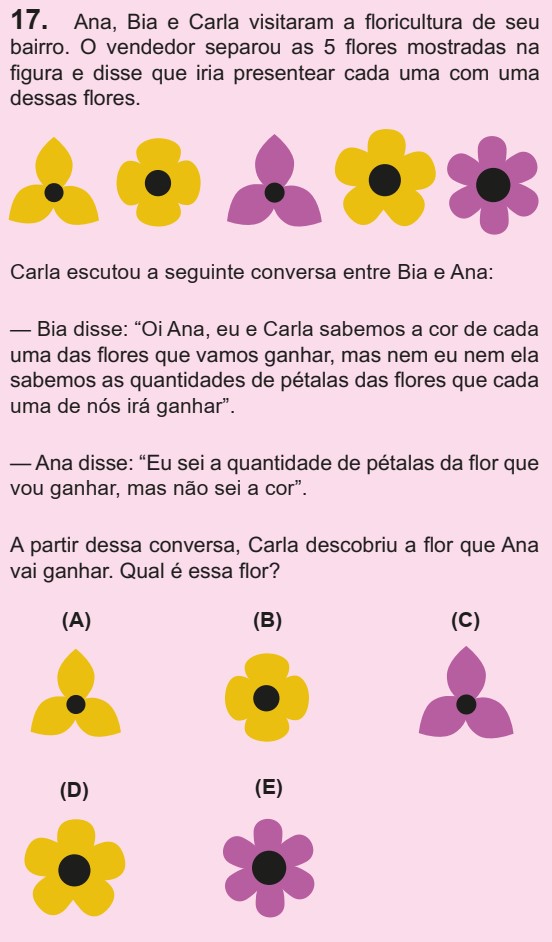 17. Ana, Bia e Carla visitaram a floricultura de seu
bairro. O vendedor separou as 5 flores mostradas na
figura e disse que iria presentear cada uma com uma
dessas flores.
Carla escutou a seguinte conversa entre Bia e Ana:
— Bia disse: “Oi Ana, eu e Carla sabemos a cor de cada
uma das flores que vamos ganhar, mas nem eu nem ela
sabemos as quantidades de pétalas das flores que cada
uma de nós irá ganhar”.
— Ana disse: “Eu sei a quantidade de pétalas da flor que
vou ganhar, mas não sei a cor”.
A partir dessa conversa, Carla descobriu a flor que Ana
vai ganhar. Qual é essa flor?
(A) (B) (C)
(D) (E)